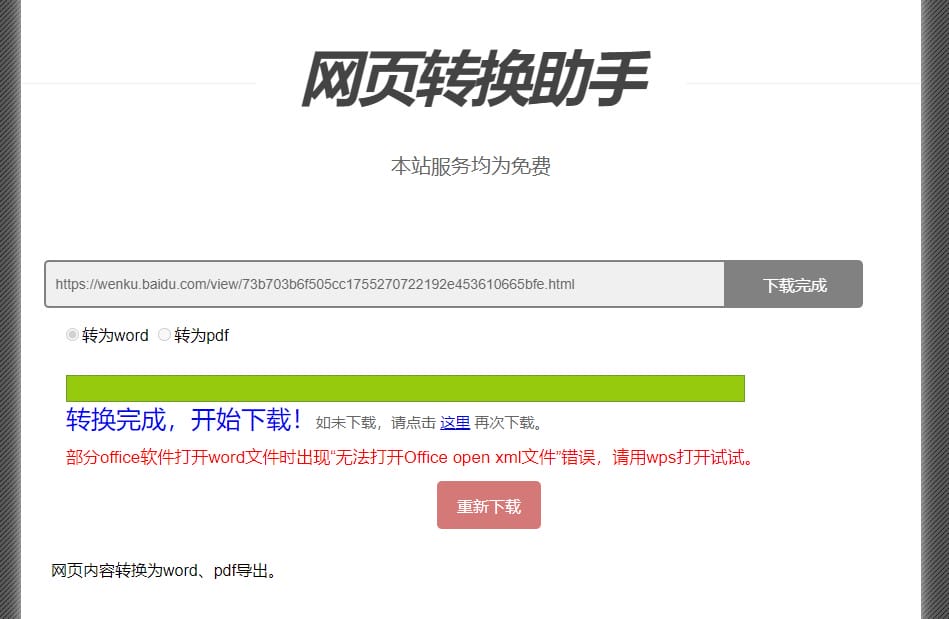 网页转换助手
本站服务均为免费
https://wenku.baidu.com/view/73b703b6f505cc1755270722192e453610665bfe.html 下载完成
转为word 转为pdf
转换完成，开始下载！ 如未下载，请点击 这里 再次下载。
部分office软件打开word文件时出现“无法打开Office open xml文件”错误，请用wps打开试试。
重新下载
网页内容转换为word、pdf导出。